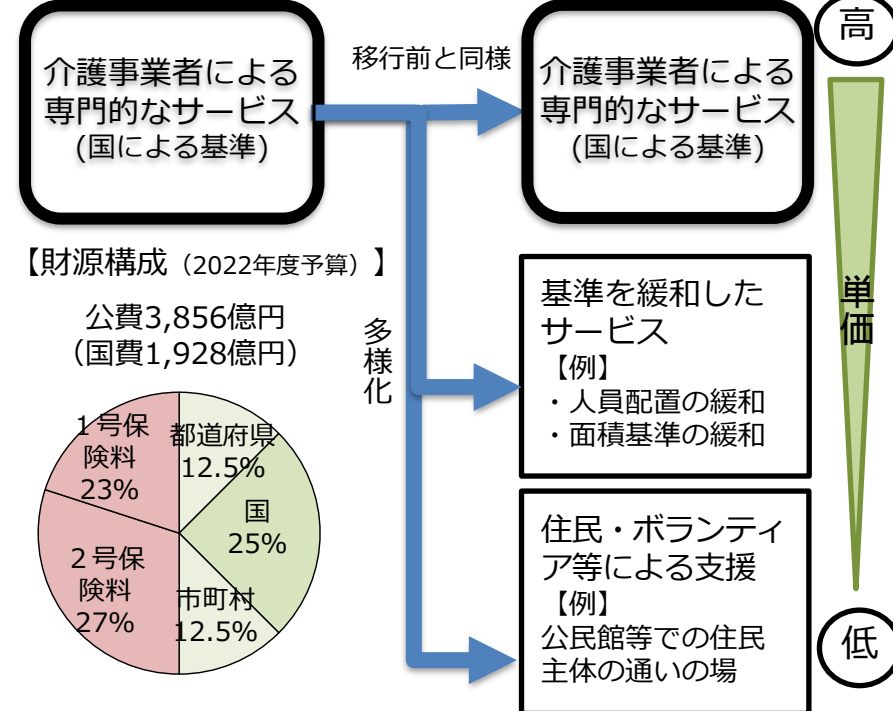 介護事業者による
専門的なサービス
(国による基準)
移行前と同様
介護事業者による
専門的なサービス
(国による基準)
高
単価
低
【財源構成（2022年度予算）】
公費3,856億円
（国費1,928億円）
多様化
1号保
険料
23%
都道府県
12.5%
国
25%
2号保
険料
27%
市町村
12.5%
基準を緩和した
サービス
【例】
・人員配置の緩和
・面積基準の緩和
住民・ボランティ
ア等による支援
【例】
公民館等での住民
主体の通いの場